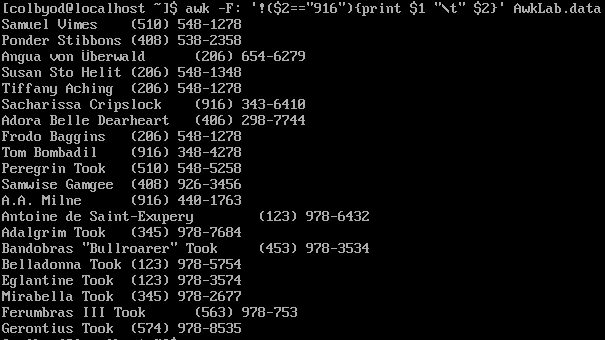 [colbyod@localhost ~]$ awk -F: '!($2=="916"){print $1 "\t" $2}' AwkLab.data
Samuel Vimes    (510) 548-1278
Ponder Stibbons (408) 538-2358
Angua von Überwald      (206) 654-6279
Susan Sto Helit (206) 548-1348
Tiffany Aching  (206) 548-1278
Sacharissa Cripslock    (916) 343-6410
Adora Belle Dearheart   (406) 298-7744
Frodo Baggins   (206) 548-1278
Tom Bombadil    (916) 348-4278
Peregrin Took   (510) 548-5258
Samwise Gamgee  (408) 926-3456
A.A. Milne      (916) 440-1763
Antoine de Saint-Exupery        (123) 978-6432
Adalgrim Took   (345) 978-7684
Bandobras "Bullroarer" Took     (453) 978-3534
Belladonna Took (123) 978-5754
Eglantine Took  (123) 978-3574
Mirabella Took  (345) 978-2677
Ferumbras III Took      (563) 978-753
Gerontius Took  (574) 978-8535